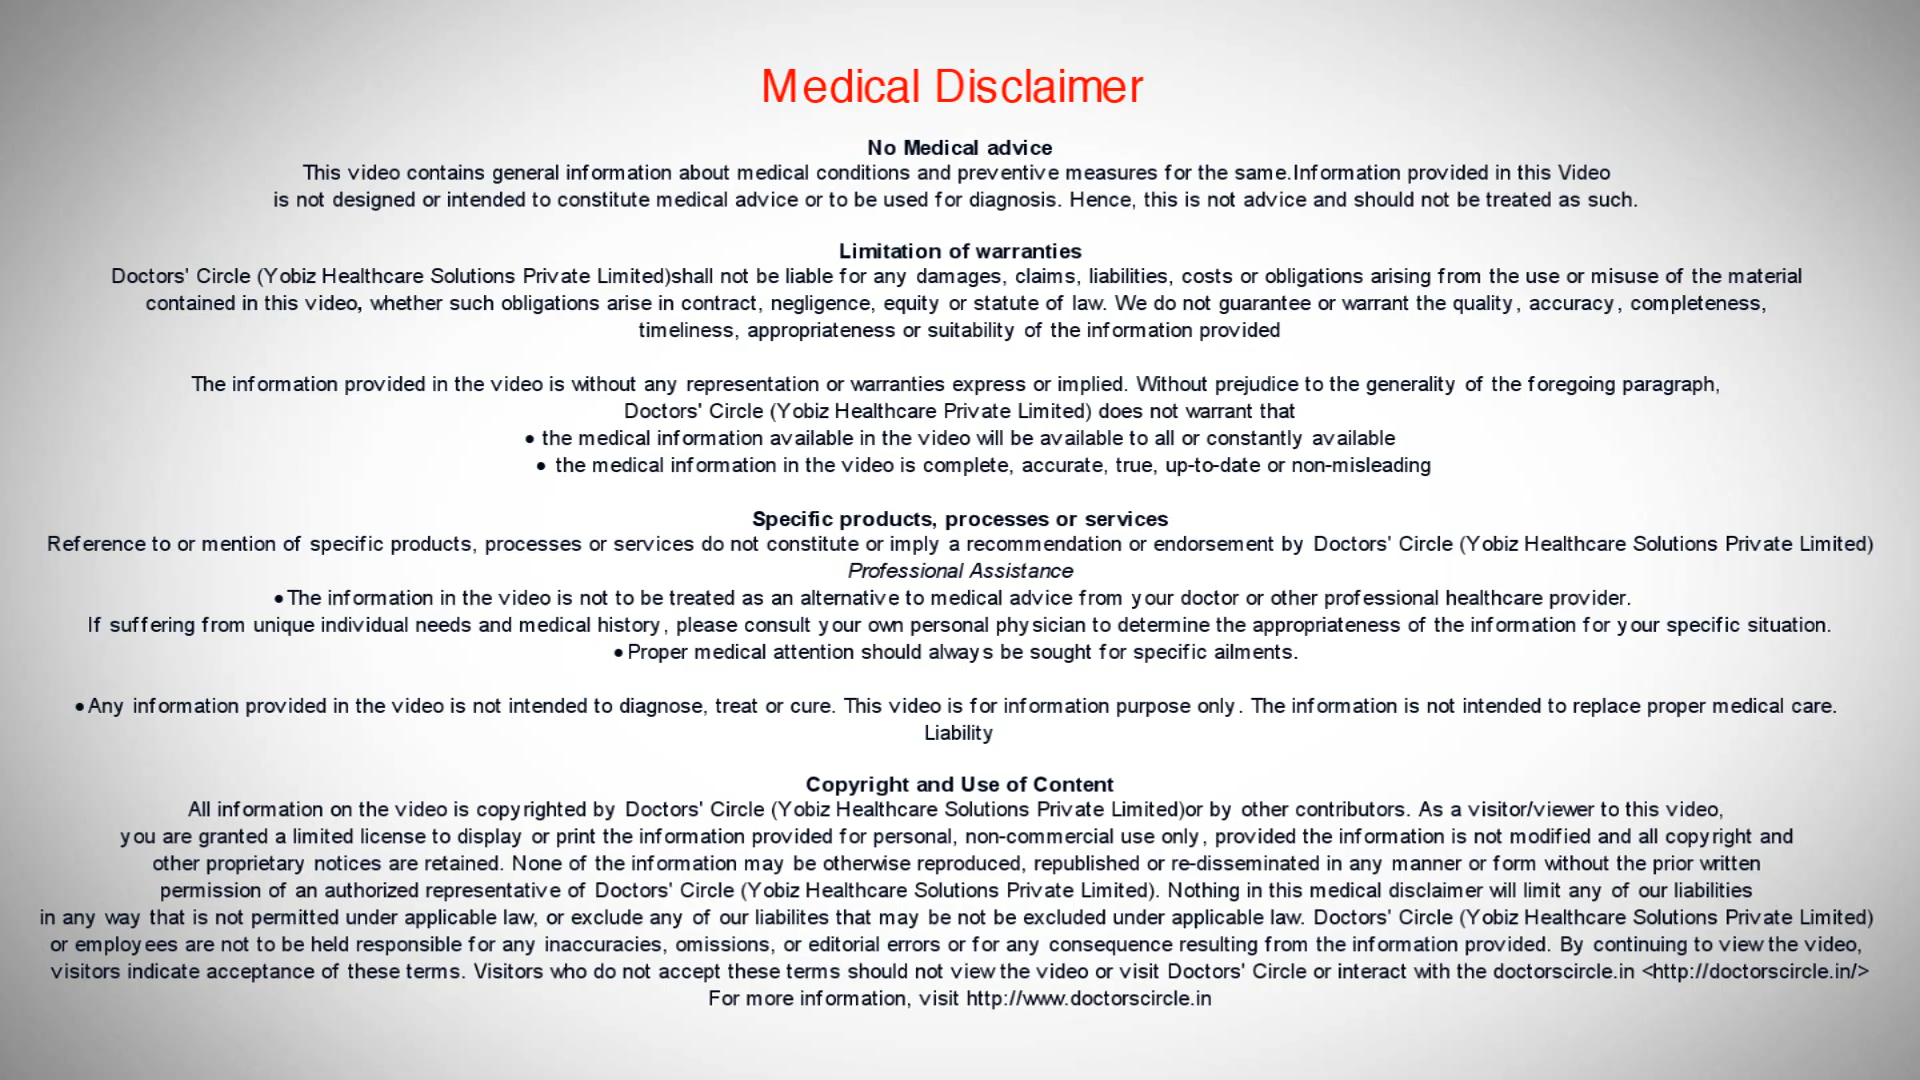 Medical Disclaimer
No Medical advice
This video contains general information about medical conditions and preventive measures for the same.Information provided in this Video
is not designed or intended to constitute medical advice or to be used for diagnosis. Hence, this is not advice and should not be treated as such.
Limitation of warranties
Doctors' Circle (Yobiz Healthcare Solutions Private Limited)shall not be liable for any damages, claims, liabilities, costs or obligations arising from the use or misuse of the material
contained in this video, whether such obligations arise in contract, negligence, equity or statute of law. We do not guarantee or warrant the quality, accuracy, completeness,
timeliness, appropriateness or suitability of the information provided
The information provided in the video is without any representation or warranties express or implied. Without prejudice to the generality of the foregoing paragraph,
Doctors' Circle (Yobiz Healthcare Private Limited) does not warrant that
• the medical information available in the video will be available to all or constantly available
• the medical information in the video is complete, accurate, true, up-to-date or non-misleading
Specific products, processes or services
Reference to or mention of specific products, processes or services do not constitute or imply a recommendation or endorsement by Doctors' Circle (Yobiz Healthcare Solutions Private Limited)
Professional Assistance
•The information in the video is not to be treated as an alternative to medical advice from your doctor or other professional healthcare provider.
If suffering from unique individual needs and medical history, please consult your own personal physician to determine the appropriateness of the information for your specific situation.
•Proper medical attention should always be sought for specific ailments.
•Any information provided in the video is not intended to diagnose, treat or cure. This video is for information purpose only. The information is not intended to replace proper medical care.
Liability
Copyright and Use of Content
All information on the video is copyrighted by Doctors' Circle (Yobiz Healthcare Solutions Private Limited)or by other contributors. As a visitor/viewer to this video,
you are granted a limited license to display or print the information provided for personal, non-commercial use only, provided the information is not modified and all copyright and
other proprietary notices are retained. None of the information may be otherwise reproduced, republished or re-disseminated in any manner or form without the prior written
permission of an authorized representative of Doctors' Circle (Yobiz Healthcare Solutions Private Limited). Nothing in this medical disclaimer will limit any of our liabilities
in any way that is not permitted under applicable law, or exclude any of our liabilites that may be not be excluded under applicable law. Doctors' Circle (Yobiz Healthcare Solutions Private Limited)
or employees are not to be held responsible for any inaccuracies, omissions, or editorial errors or for any consequence resulting from the information provided. By continuing to view the video,
visitors indicate acceptance of these terms. Visitors who do not accept these terms should not view the video or visit Doctors' Circle or interact with the doctorscircle.in <http://doctorscircle.in/>
For more information, visit http://www.doctorscircle.in